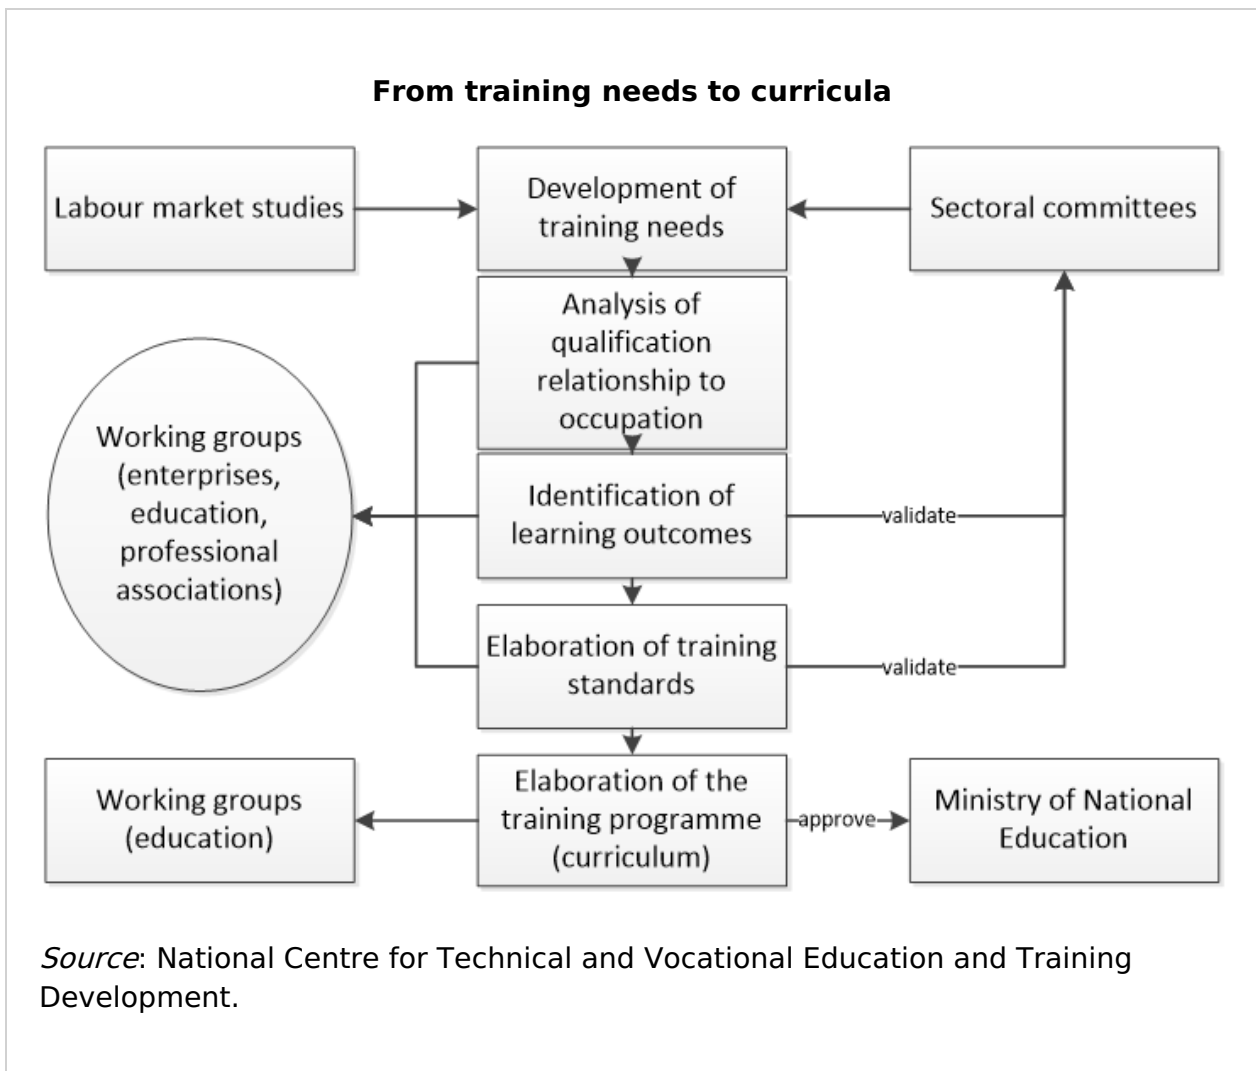 From training needs to curricula
Labour market studies
Development of
training needs
Sectoral committees
Analysis of
qualification
relationship to
occupation
Working groups
(enterprises,
education,
professional
associations)
Identification of
learning outcomes
validate
Elaboration of training
standards
validate
Working groups
(education)
Elaboration of the
training programme
(curriculum)
approve
Ministry of National
Education
Source: National Centre for Technical and Vocational Education and Training
Development.